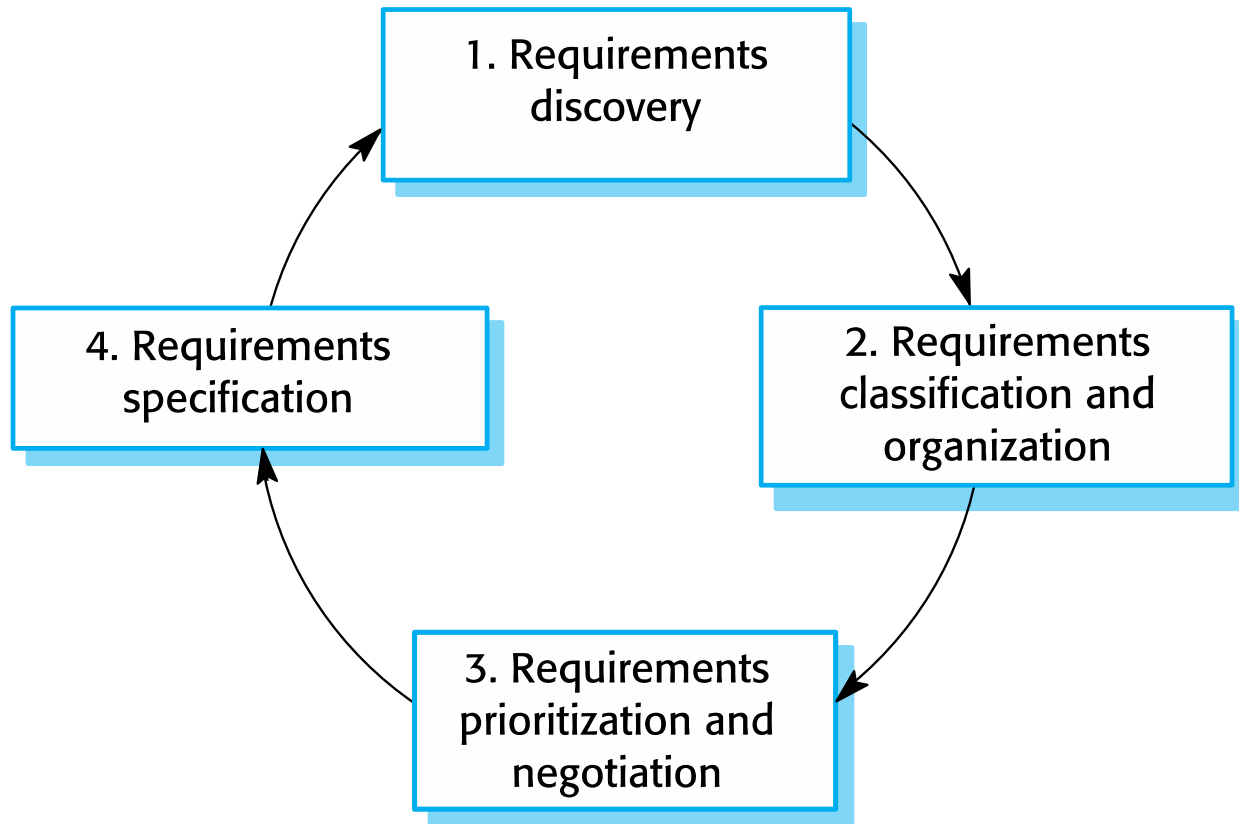 1. Requirements
discovery
2. Requirements
classification and
organization
3. Requirements
prioritization and
negotiation
4. Requirements
specification